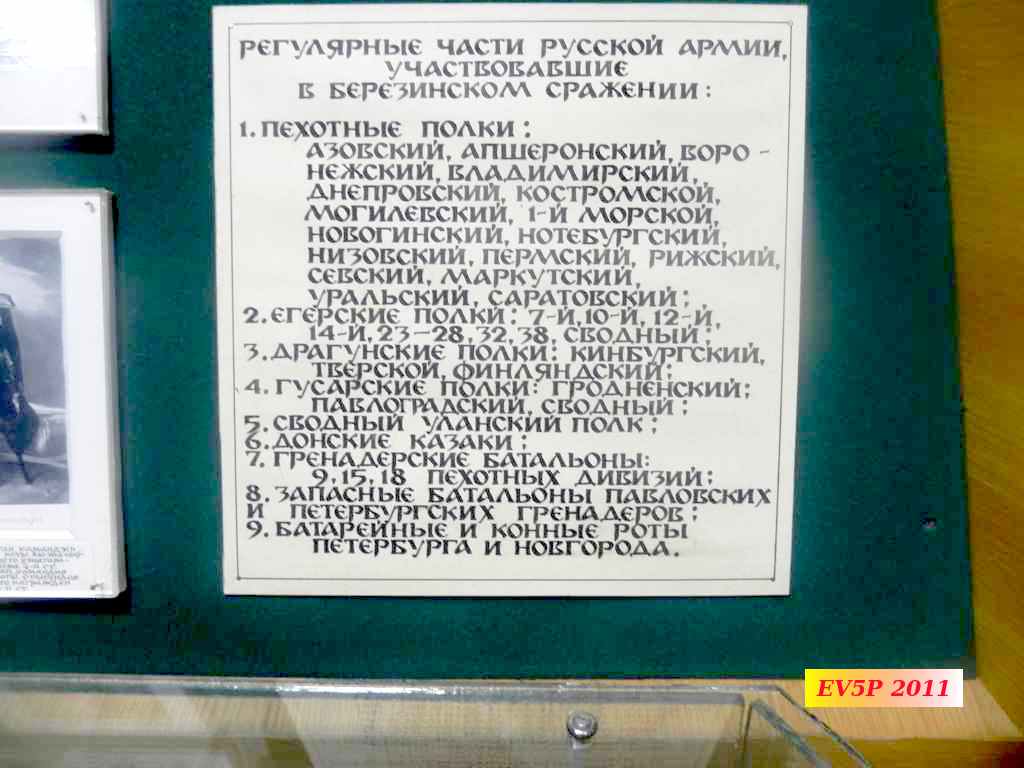 РЕГУЛЯРНЫЕ ЧАСТИ РУССКОЙ АРМИИ,
УЧАСТВОВАВШИЕ
В БЕРЕЗИНСКОМ СРАЖЕНИИ:
1. ПЕХОТНЫЕ ПОЛКИ:
АЗОВСКИЙ, АПШЕРОНСКИЙ, ВОРО-
НЕЖСКИЙ, ВЛАДИМИРСКИЙ,
ДНЕПРОВСКИЙ, КОСТРОМСКОЙ,
МОГИЛЕВСКИЙ, 1-Й МОРСКОЙ,
НОВОГИНСКИЙ, НОТЕБУРГСКИЙ,
НИЗОВСКИЙ, ПЕРМСКИЙ, РИЖСКИЙ,
СЕВСКИЙ, МАРКУТСКИЙ,
УРАЛЬСКИЙ, САРАТОВСКИЙ;
2. ЕГЕРСКИЕ ПОЛКИ: 7-Й, 10-Й, 12-Й,
14-Й, 23-28, 32, 38, СВОДНЫЙ;
3. ДРАГУНСКИЕ ПОЛКИ: КИНБУРГСКИЙ,
ТВЕРСКОЙ, ФИНЛЯНДСКИЙ;
4. ГУСАРСКИЕ ПОЛКИ: ГРОДНЕНСКИЙ;
ПАВЛОГРАДСКИЙ, СВОДНЫЙ;
5. СВОДНЫЙ УЛАНСКИЙ ПОЛК;
6. ДОНСКИЕ КАЗАКИ;
7. ГРЕНАДЕРСКИЕ БАТАЛЬОНЫ:
9, 15, 18 ПЕХОТНЫХ ДИВИЗИЙ;
8. ЗАПАСНЫЕ БАТАЛЬОНЫ ПАВЛОВСКИХ
И ПЕТЕРБУРГСКИХ ГРЕНАДЕРОВ;
9. БАТАРЕЙНЫЕ И КОННЫЕ РОТЫ
ПЕТЕРБУРГА И НОВГОРОДА.
EV5P 2011